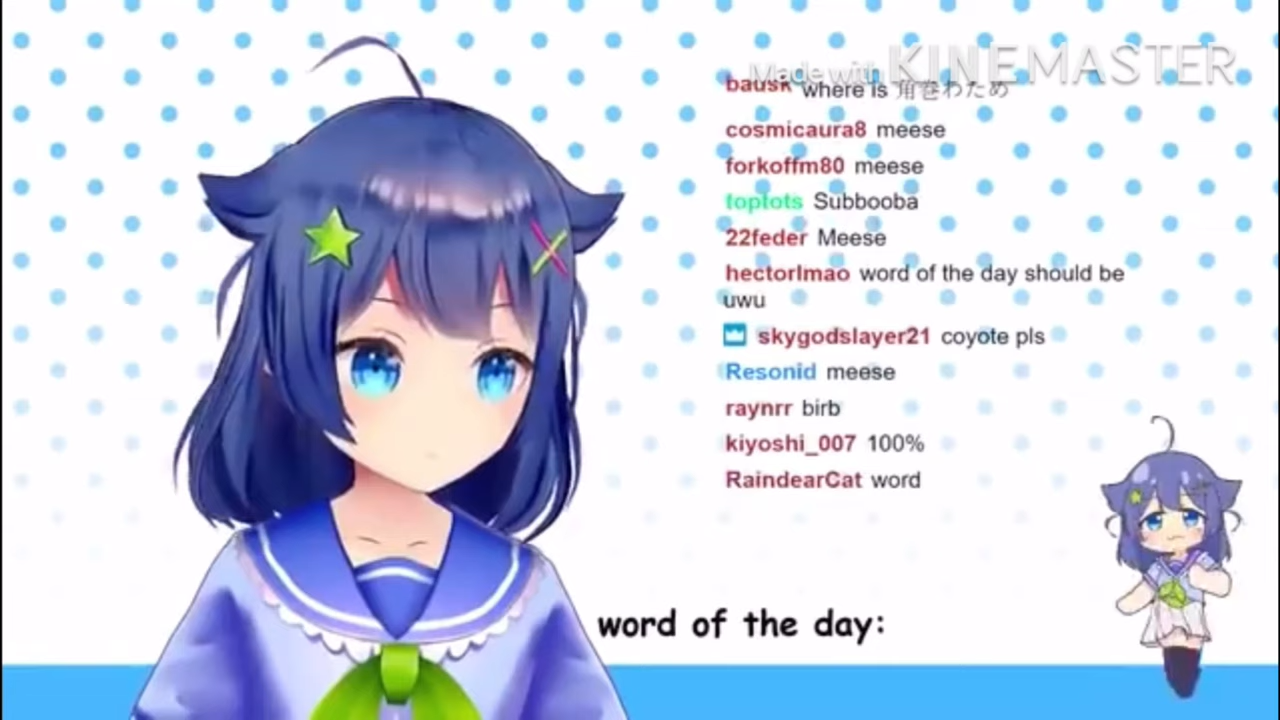 Made with KINEMASTER
bausk where is 角巻わため
cosmicaura8 meese
forkoffm80 meese
toplots Subbooba
22feder Meese
hectorlmao word of the day should be
uwu
skygodslayer21 coyote pls
Resonid meese
raynrr birb
kiyoshi_007 100%
RaindearCat word
word of the day: